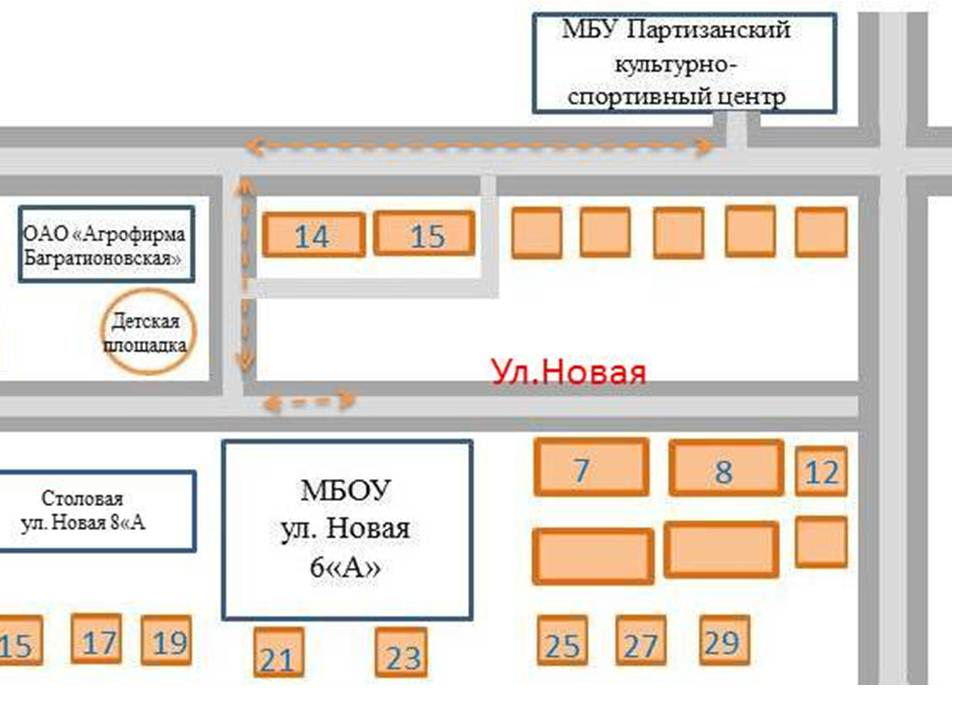 МБУ Партизанский
культурно-
спортивный центр
14
15
ОАО «Агрофирма
Багратионовская»
Детская
площадка
Ул.Новая
7
8
12
Столовая
ул. Новая 8«А
МБОУ
ул. Новая
6«А»
15
17
19
21
23
25
27
29